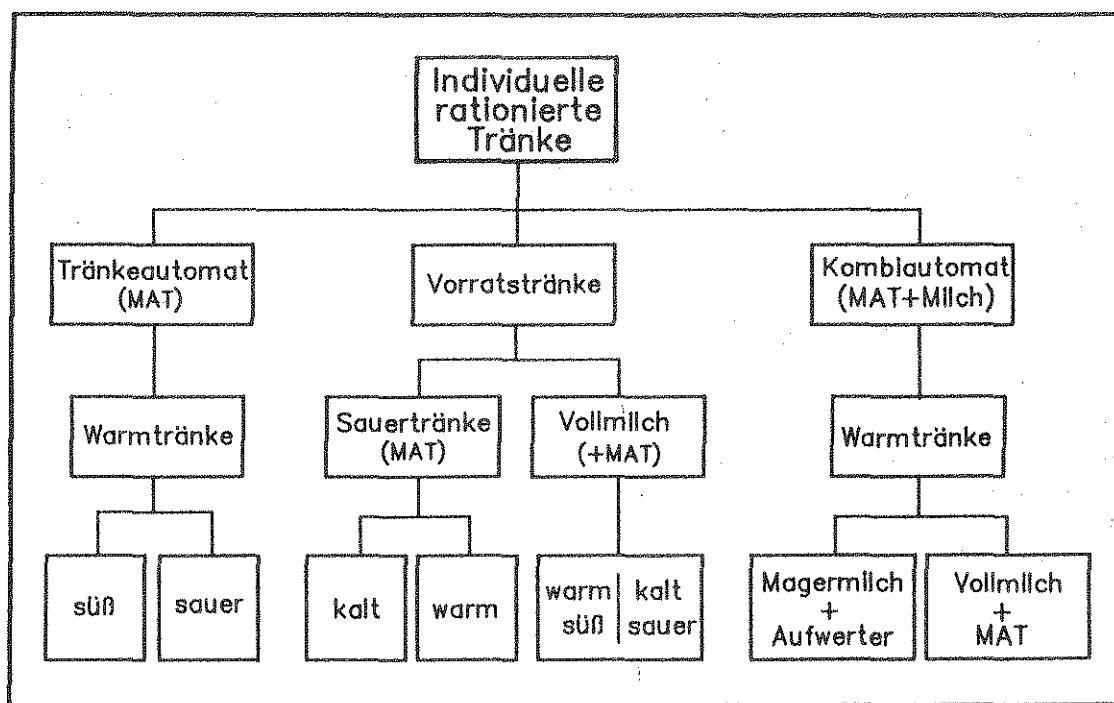 Individuelle
rationierte
Tränke
Tränkeautomat
(MAT)
Vorratstränke
Kombiautomat
(MAT+Milch)
Warmtränke
Sauertränke
(MAT)
Vollmilch
(+MAT)
Warmtränke
süß
sauer
kalt
warm
warm | kalt
süß | sauer
Magermilch
+
Aufwerter
Vollmilch
+
MAT